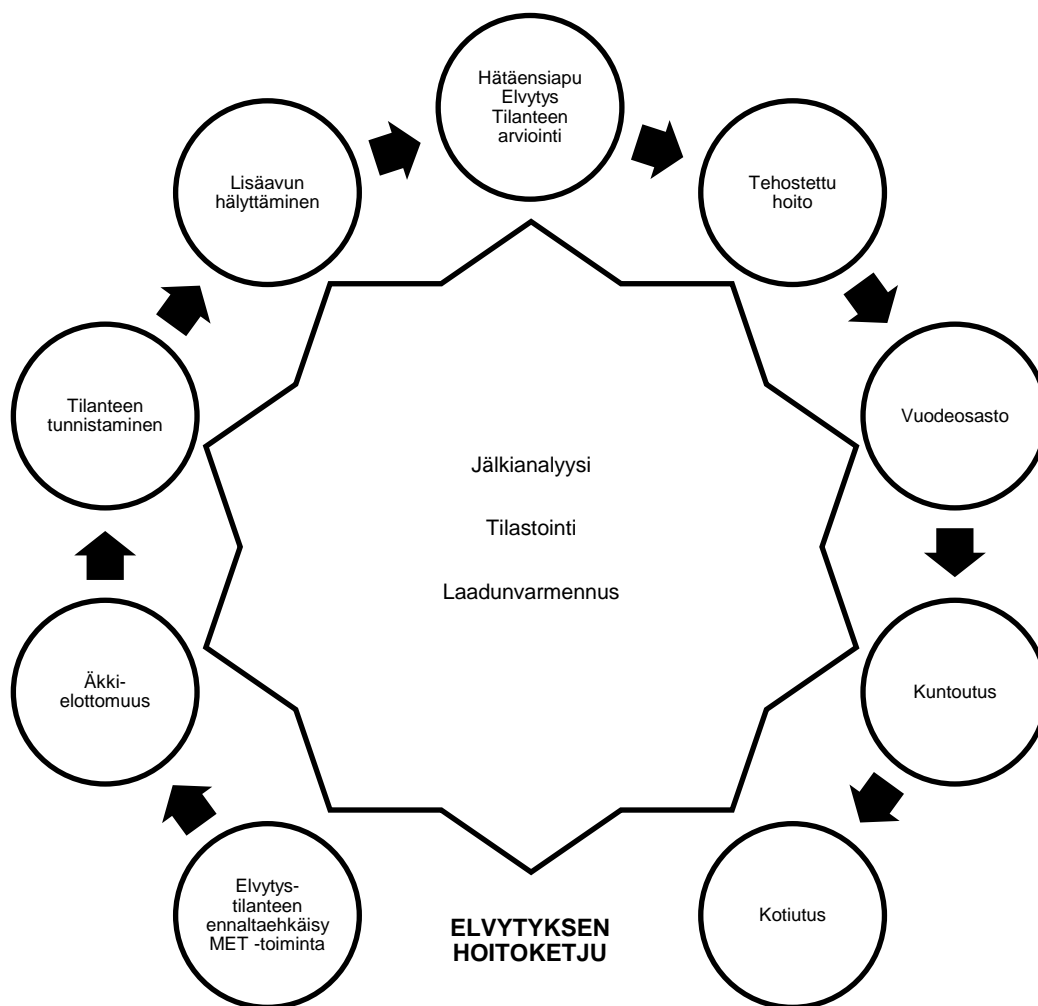 Hätäensiapu
Elvytys
Tilanteen
arviointi
Lisäavun
hälyttäminen
Tehostettu
hoito
Tilanteen
tunnistaminen
Vuodeosasto
Jälkianalyysi
Tilastointi
Laadunvarmennus
Äkki-
elottomuus
Kuntoutus
Elvytys-
tilanteen
ennaltaehkäisy
MET -toiminta
Kotiutus
ELVYTYKSEN
HOITOKETJU